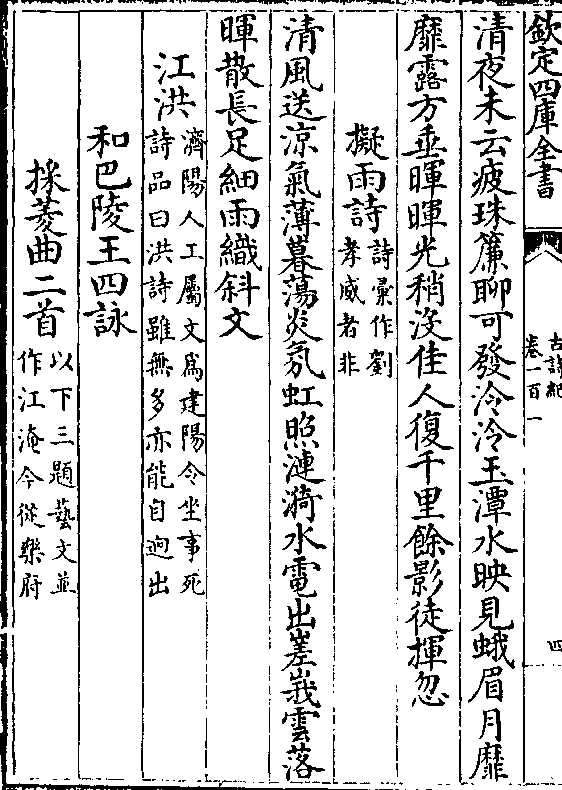 欽定四庫全書
古詩紀
卷一百一
四
清夜未云疲珠簾聊可發泠泠玉潭水映見蛾眉月靡
靡露方垂暉暉光稍沒佳人復千里餘影徒揮忽
擬雨詩詩彙作劉
孝威者非
清風送涼氣薄暮蕩炎氛虹照漣漪水電出嵳峩雲落
暉散長足細雨織斜文
江洪濟陽人工屬文為建陽令坐事死
詩品曰洪詩雖無多亦能自迥出
和巴陵王四詠
採菱曲二首以下三題藝文並
作江淹今從樂府